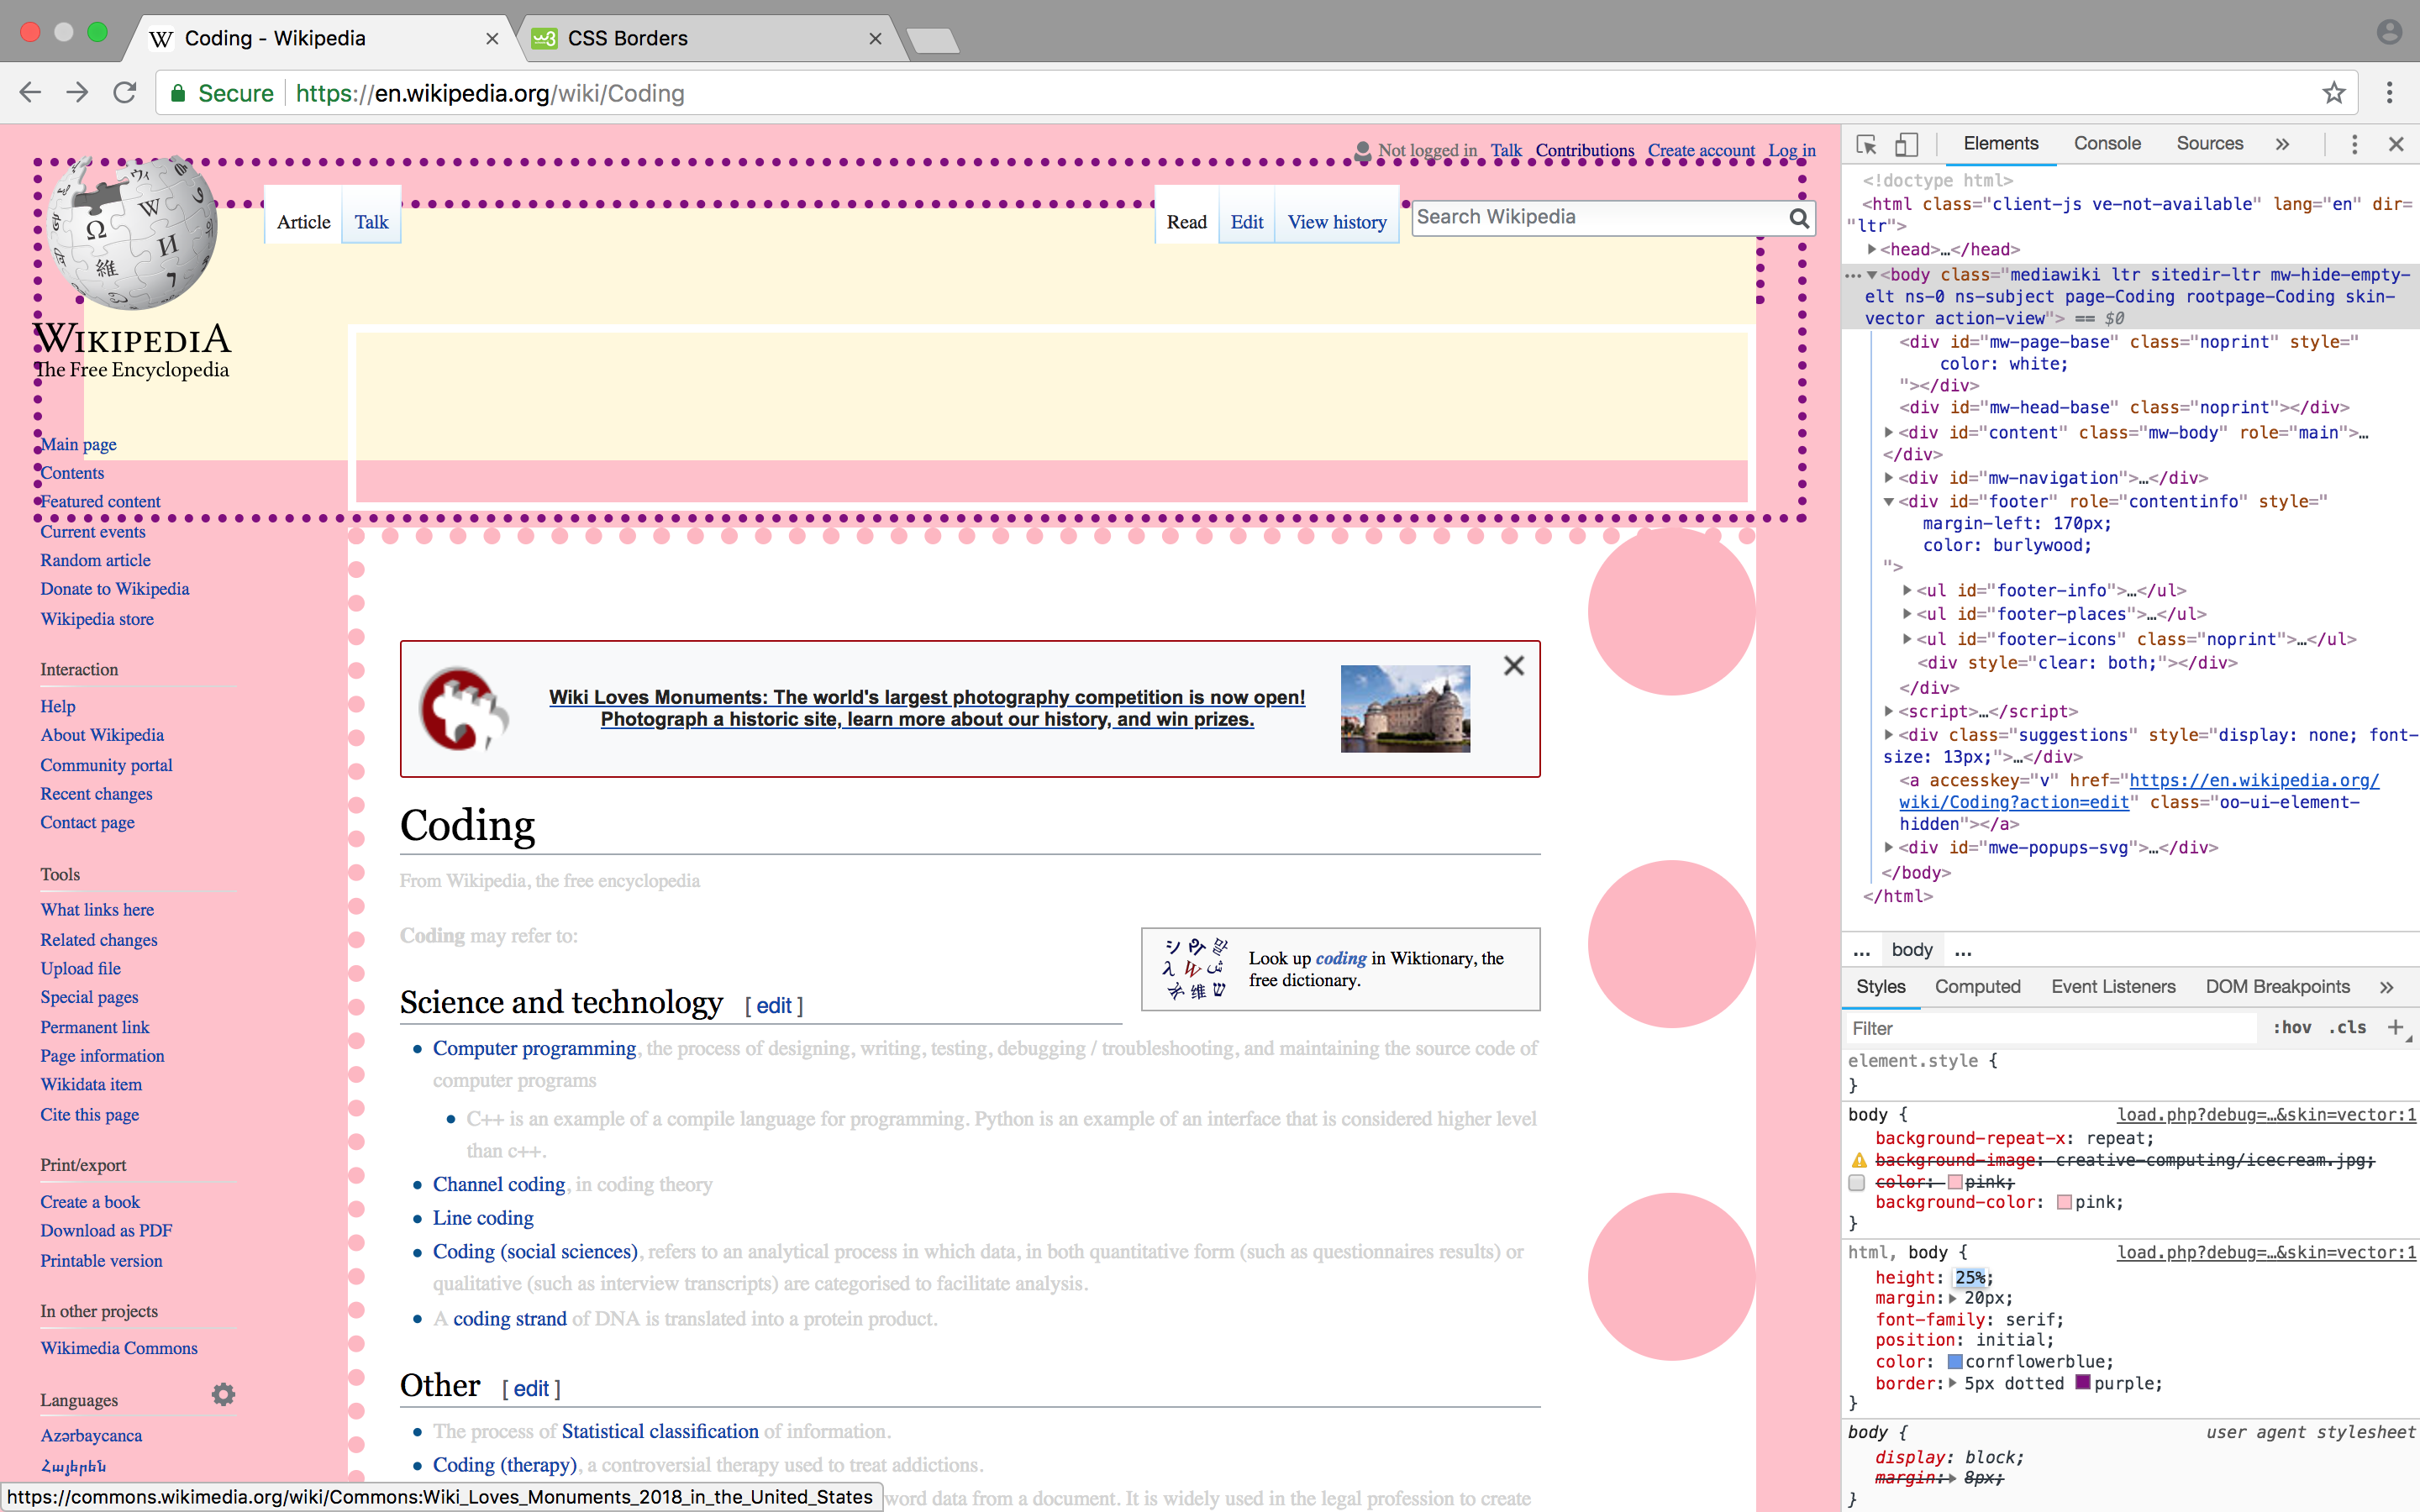 Coding - Wikipedia
CSS Borders
Secure
https://en.wikipedia.org/wiki/Coding
Not logged in Talk Contributions Create account Log in
Article Talk
Read Edit View history
Search Wikipedia
WIKIPEDIA
The Free Encyclopedia
Main page
Contents
Featured content
Current events
Random article
Donate to Wikipedia
Wikipedia store
Interaction
Help
About Wikipedia
Community portal
Recent changes
Contact page
Tools
What links here
Related changes
Upload file
Special pages
Permanent link
Page information
Wikidata item
Cite this page
Print/export
Create a book
Download as PDF
Printable version
In other projects
Wikimedia Commons
Languages
Azərbaycanca
Հայերեն
https://commons.wikimedia.org/wiki/Commons:Wiki_Loves_Monuments_2018_in_the_United_States
Wiki Loves Monuments: The world's largest photography competition is now open!
Photograph a historic site, learn more about our history, and win prizes.
Coding
From Wikipedia, the free encyclopedia
Coding may refer to:
Look up coding in Wiktionary, the
free dictionary.
Science and technology [ edit ]
Computer programming, the process of designing, writing, testing, debugging / troubleshooting, and maintaining the source code of
computer programs
C++ is an example of a compile language for programming. Python is an example of an interface that is considered higher level
than c++.
Channel coding, in coding theory
Line coding
Coding (social sciences), refers to an analytical process in which data, in both quantitative form (such as questionnaires results) or
qualitative (such as interview transcripts) are categorised to facilitate analysis.
A coding strand of DNA is translated into a protein product.
Other [ edit ]
The process of Statistical classification of information.
Coding (therapy), a controversial therapy used to treat addictions.
word data from a document. It is widely used in the legal profession to create
Elements Console Sources »
<!doctype html>
<html class="client-js ve-not-available" lang="en" dir=
"ltr">
<head>…</head>
<body class="mediawiki ltr sitedir-ltr mw-hide-empty-
elt ns-0 ns-subject page-Coding rootpage-Coding skin-
vector action-view"> == $0
<div id="mw-page-base" class="noprint" style="
color: white;
"></div>
<div id="mw-head-base" class="noprint"></div>
<div id="content" class="mw-body" role="main">…
</div>
<div id="mw-navigation">…</div>
<div id="footer" role="contentinfo" style="
margin-left: 170px;
color: burlywood;
">
<ul id="footer-info">…</ul>
<ul id="footer-places">…</ul>
<ul id="footer-icons" class="noprint">…</ul>
<div style="clear: both;"></div>
</div>
<script>…</script>
<div class="suggestions" style="display: none; font-
size: 13px;">…</div>
<a accesskey="v" href="https://en.wikipedia.org/
wiki/Coding?action=edit" class="oo-ui-element-
hidden"></a>
<div id="mwe-popups-svg">…</div>
</body>
</html>
... body ...
Styles Computed Event Listeners DOM Breakpoints »
Filter :hov .cls +
element.style {
}
body { load.php?debug=…&skin=vector:1
background-repeat-x: repeat;
background-image: creative-computing/icecream.jpg;
color: pink;
background-color: pink;
}
html, body { load.php?debug=…&skin=vector:1
height: 25%;
margin: 20px;
font-family: serif;
position: initial;
color: cornflowerblue;
border: 5px dotted purple;
}
body { user agent stylesheet
display: block;
margin: 8px;
}